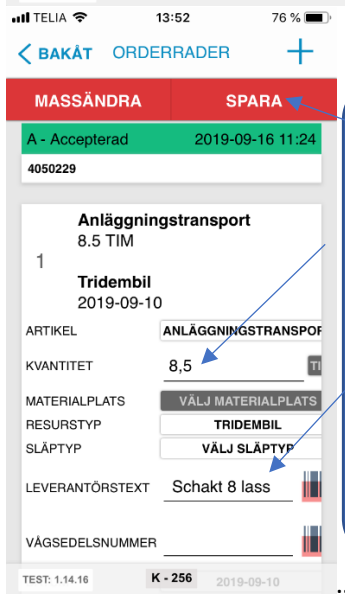 TELIA 13:52 76 %
BAKÅT ORDERRADER
MASSÄNDRA SPARA
A - Accepterad 2019-09-16 11:24
4050229
Anläggningstransport
8.5 TIM
1
Tridembil
2019-09-10
ARTIKEL ANLÄGGNINGSTRANSPOR
KVANTITET 8,5 TI
MATERIALPLATS VÄLJ MATERIALPLATS
RESURSTYP TRIDEMBIL
SLÄPTYP VÄLJ SLÄPTYP
LEVERANTÖRSTEXT Schakt 8 lass
VÅGSEDELSNUMMER
TEST: 1.14.16 K - 256 2019-09-10